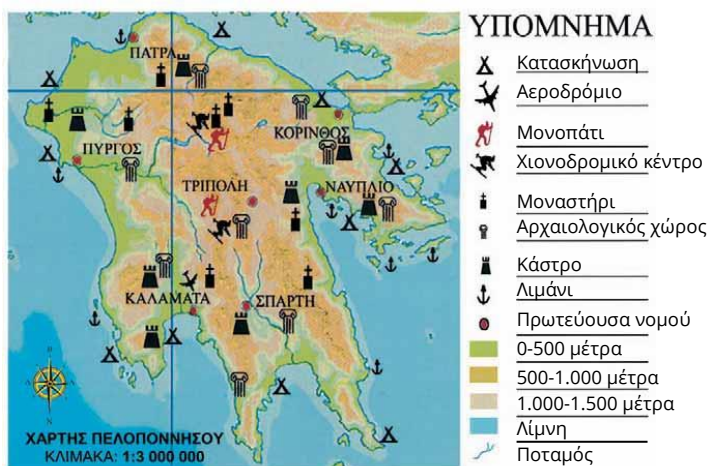 ΥΠΟΜΝΗΜΑ
Κατασκήνωση
Αεροδρόμιο
Μονοπάτι
Χιονοδρομικό κέντρο
Μοναστήρι
Αρχαιολογικός χώρος
Κάστρο
Λιμάνι
Πρωτεύουσα νομού
0-500 μέτρα
500-1.000 μέτρα
1.000-1.500 μέτρα
Λίμνη
Ποταμός
ΠΑΤΡΑ
ΚΟΡΙΝΘΟΣ
ΠΥΡΓΟΣ
ΤΡΙΠΟΛΗ
ΝΑΥΠΛΙΟ
ΚΑΛΑΜΑΤΑ
ΣΠΑΡΤΗ
ΧΑΡΤΗΣ ΠΕΛΟΠΟΝΝΗΣΟΥ
ΚΛΙΜΑΚΑ: 1:3 000 000